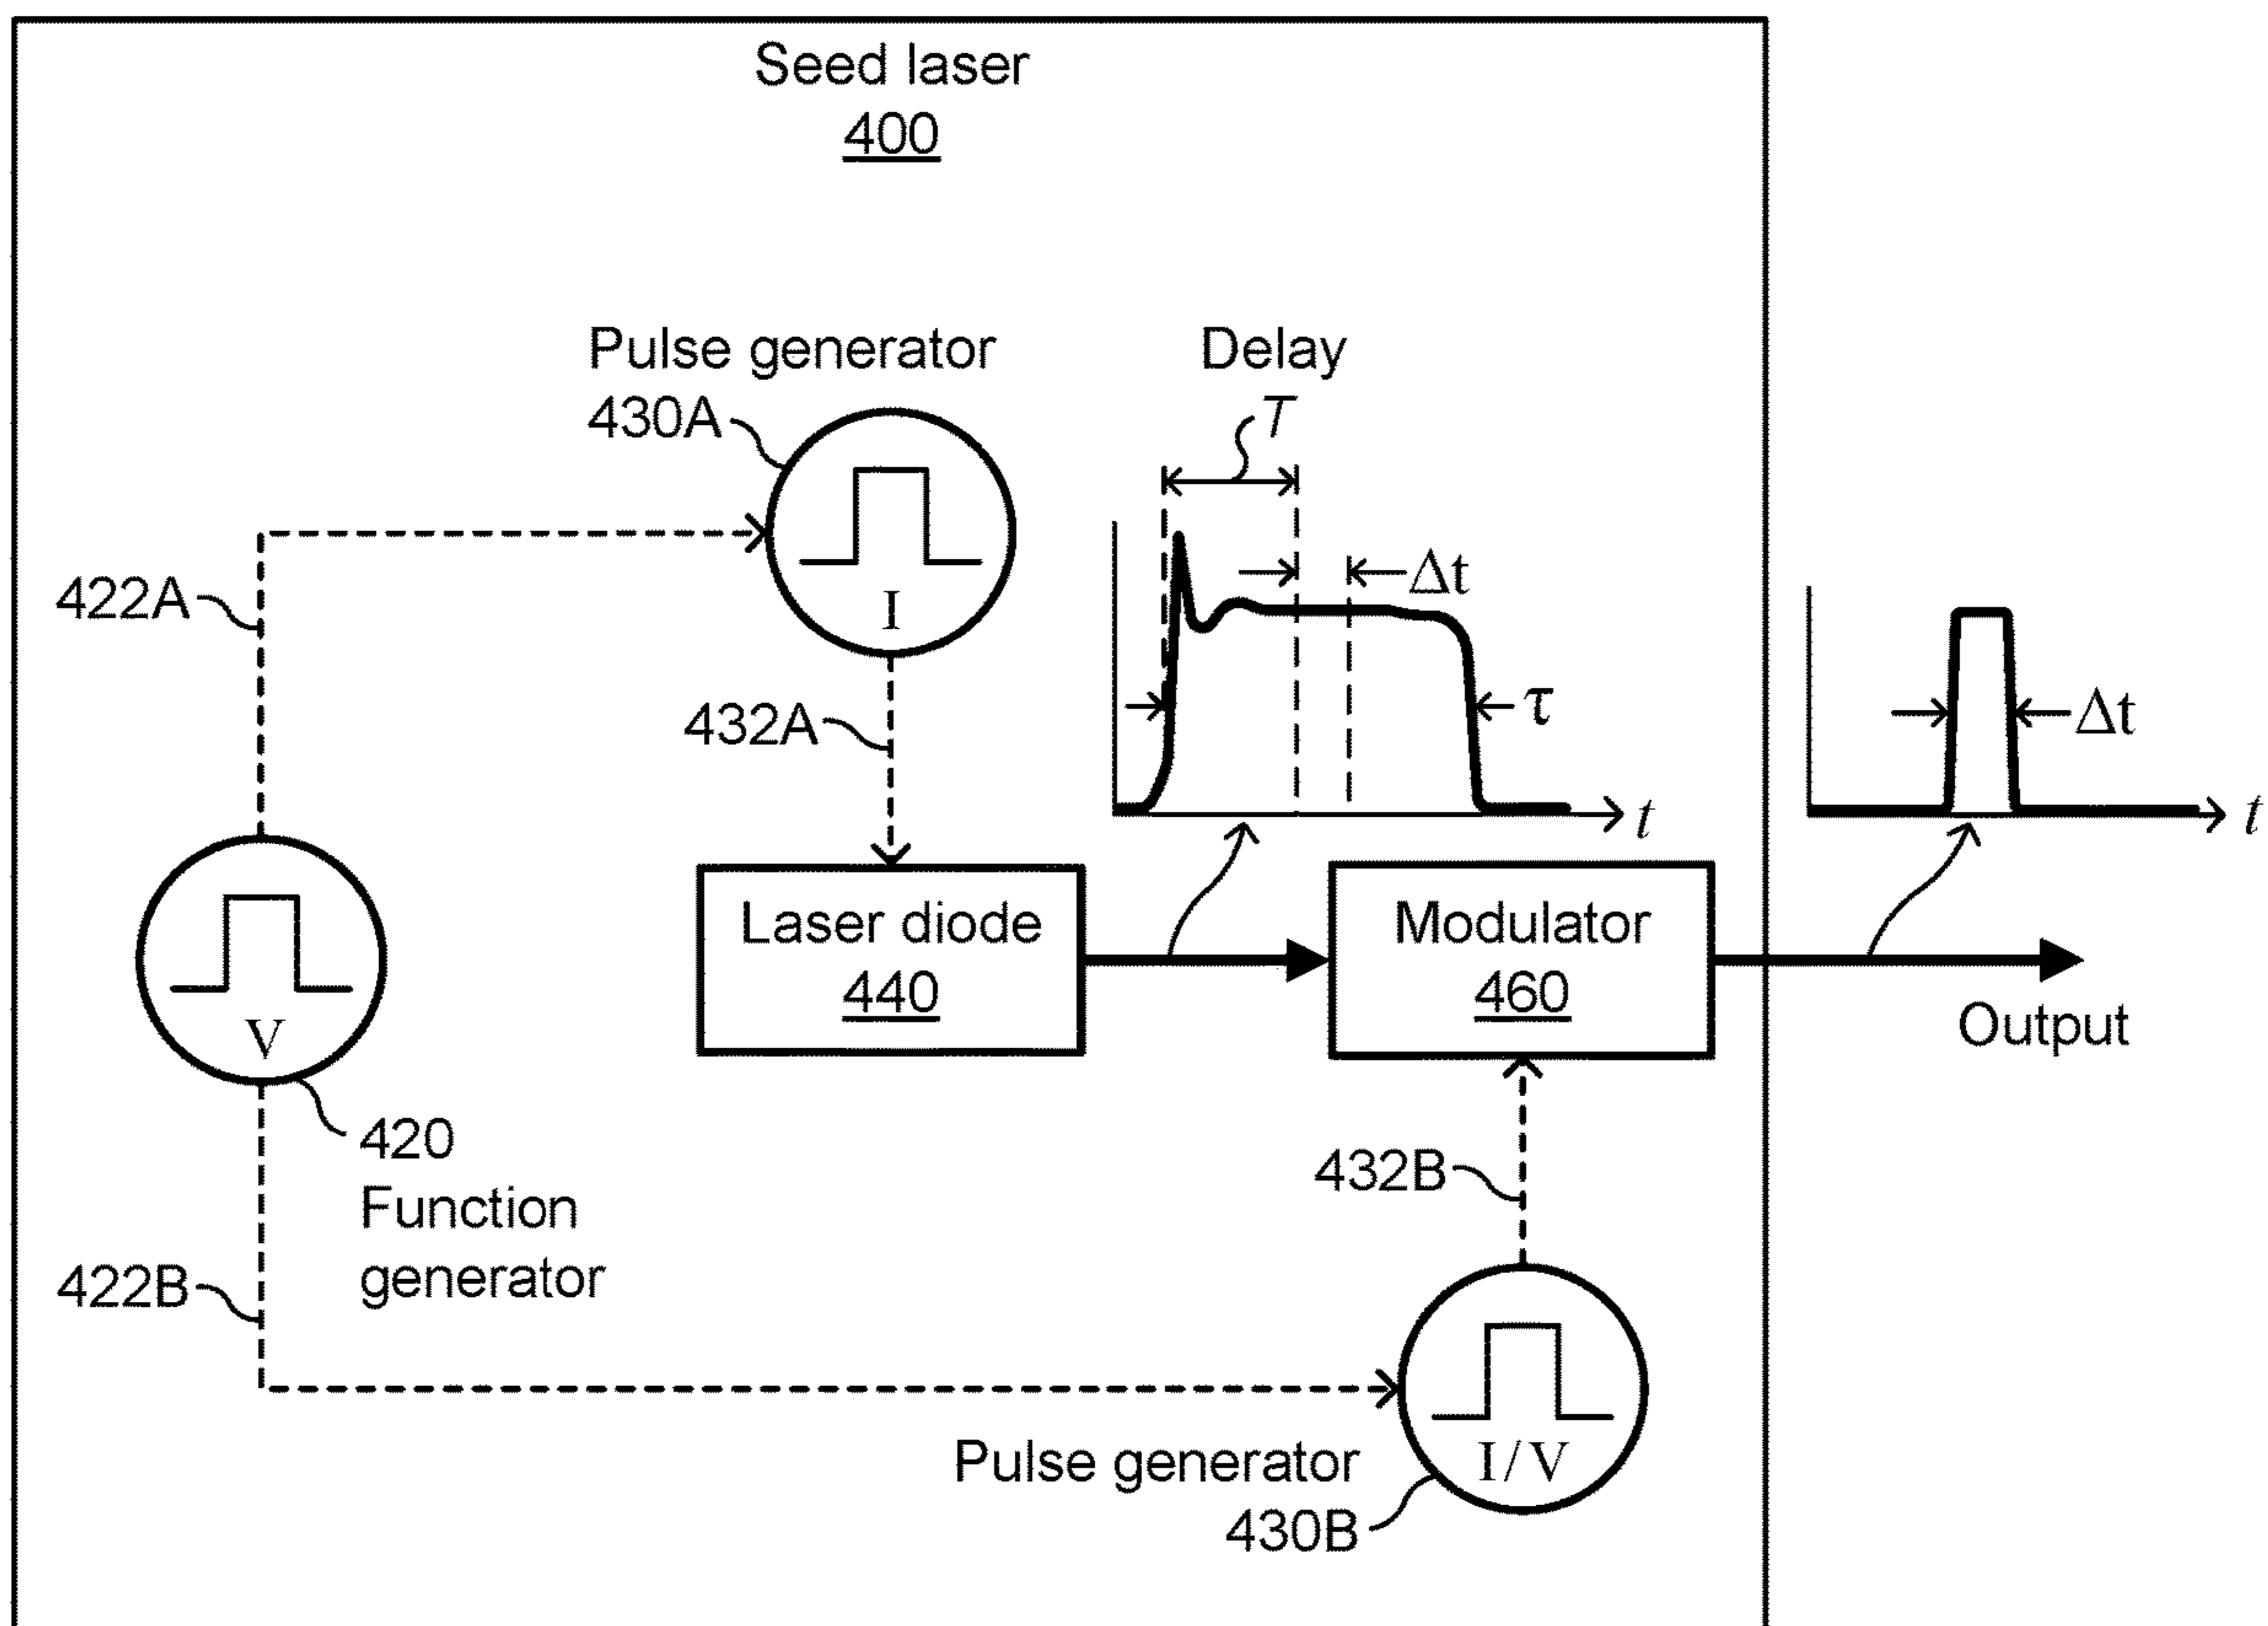 Seed laser
400
Pulse generator
430A
I
Delay
T
Δt
τ
t
Δt
t
422A
432A
Laser diode
440
Modulator
460
Output
V
420
Function
generator
422B
432B
Pulse generator
430B
I/V